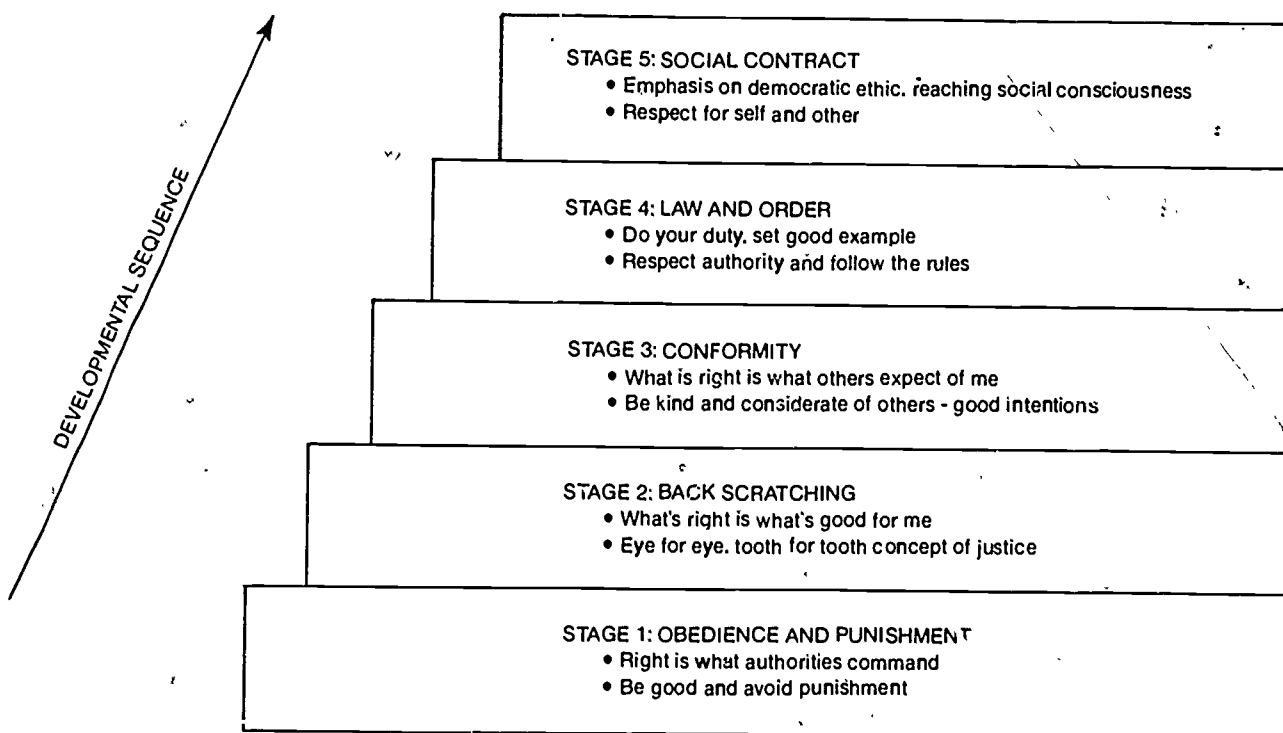 DEVELOPMENTAL SEQUENCE
STAGE 5: SOCIAL CONTRACT
• Emphasis on democratic ethic. reaching social consciousness
• Respect for self and other
STAGE 4: LAW AND ORDER
• Do your duty. set good example
• Respect authority and follow the rules
STAGE 3: CONFORMITY
• What is right is what others expect of me
• Be kind and considerate of others - good intentions
STAGE 2: BACK SCRATCHING
• What's right is what's good for me
• Eye for eye. tooth for tooth concept of justice
STAGE 1: OBEDIENCE AND PUNISHMENT
• Right is what authorities command
• Be good and avoid punishment